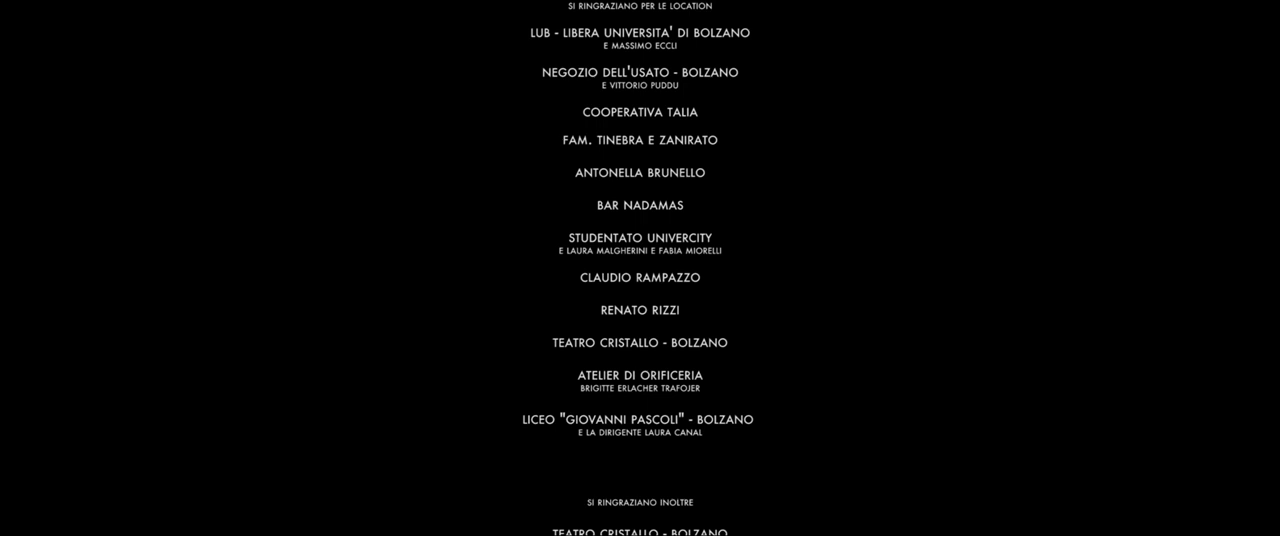 SI RINGRAZIANO PER LE LOCATION
LUB - LIBERA UNIVERSITA' DI BOLZANO
E MASSIMO ECCLI
NEGOZIO DELL'USATO - BOLZANO
E VITTORIO PUDDU
COOPERATIVA TALIA
FAM. TINEBRA E ZANIRATO
ANTONELLA BRUNELLO
BAR NADAMAS
STUDENTATO UNIVERCITY
E LAURA MALGHERINI E FABIA MIORELLI
CLAUDIO RAMPAZZO
RENATO RIZZI
TEATRO CRISTALLO - BOLZANO
ATELIER DI ORIFICERIA
BRIGITTE ERLACHER TRAFOJER
LICEO "GIOVANNI PASCOLI" - BOLZANO
E LA DIRIGENTE LAURA CANAL
SI RINGRAZIANO INOLTRE
TEATRO CRISTALLO - BOLZANO